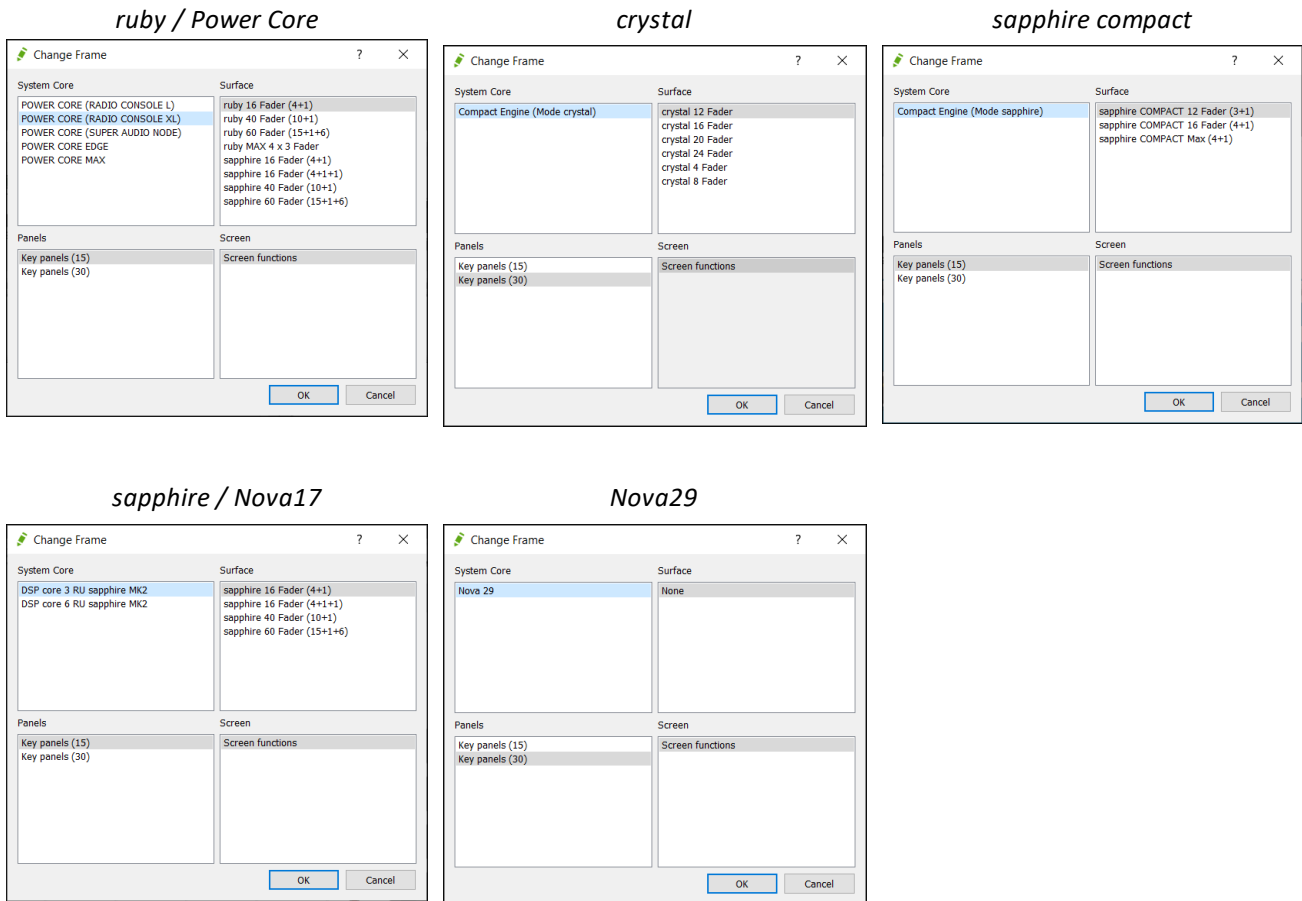 ruby / Power Core
Change Frame ? ×
System Core
POWER CORE (RADIO CONSOLE L)
POWER CORE (RADIO CONSOLE XL)
POWER CORE (SUPER AUDIO NODE)
POWER CORE EDGE
POWER CORE MAX
Surface
ruby 16 Fader (4+1)
ruby 40 Fader (10+1)
ruby 60 Fader (15+1+6)
ruby MAX 4 x 3 Fader
sapphire 16 Fader (4+1)
sapphire 16 Fader (4+1+1)
sapphire 40 Fader (10+1)
sapphire 60 Fader (15+1+6)
Panels
Key panels (15)
Key panels (30)
Screen
Screen functions
OK
Cancel
crystal
Change Frame ? ×
System Core
Compact Engine (Mode crystal)
Surface
crystal 12 Fader
crystal 16 Fader
crystal 20 Fader
crystal 24 Fader
crystal 4 Fader
crystal 8 Fader
Panels
Key panels (15)
Key panels (30)
Screen
Screen functions
OK
Cancel
sapphire compact
Change Frame ? ×
System Core
Compact Engine (Mode sapphire)
Surface
sapphire COMPACT 12 Fader (3+1)
sapphire COMPACT 16 Fader (4+1)
sapphire COMPACT Max (4+1)
Panels
Key panels (15)
Key panels (30)
Screen
Screen functions
OK
Cancel
sapphire / Nova17
Change Frame ? ×
System Core
DSP core 3 RU sapphire MK2
DSP core 6 RU sapphire MK2
Surface
sapphire 16 Fader (4+1)
sapphire 16 Fader (4+1+1)
sapphire 40 Fader (10+1)
sapphire 60 Fader (15+1+6)
Panels
Key panels (15)
Key panels (30)
Screen
Screen functions
OK
Cancel
Nova29
Change Frame ? ×
System Core
Nova 29
Surface
None
Panels
Key panels (15)
Key panels (30)
Screen
Screen functions
OK
Cancel